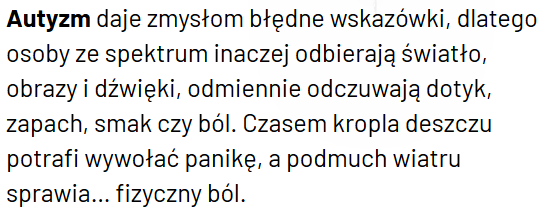 Autyzm daje zmysłom błędne wskazówki, dlatego
osoby ze spektrum inaczej odbierają światło,
obrazy i dźwięki, odmiennie odczuwają dotyk,
zapach, smak czy ból. Czasem kropla deszczu
potrafi wywołać panikę, a podmuch wiatru
sprawia... fizyczny ból.